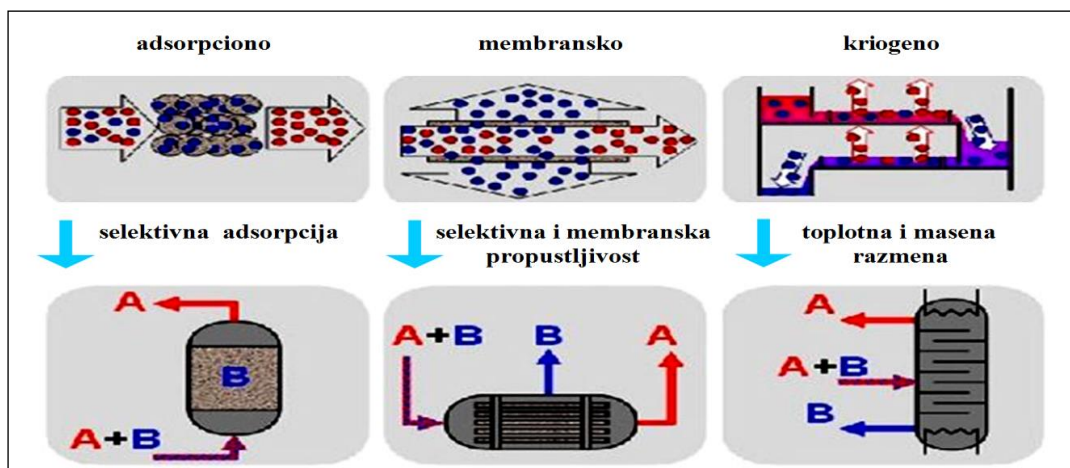 adsorpciono
membransko
kriogeno
selektivna adsorpcija
selektivna i membranska
propustljivost
toplotna i masena
razmena
A
B
A+B
A+B
B
A
A
A+B
B